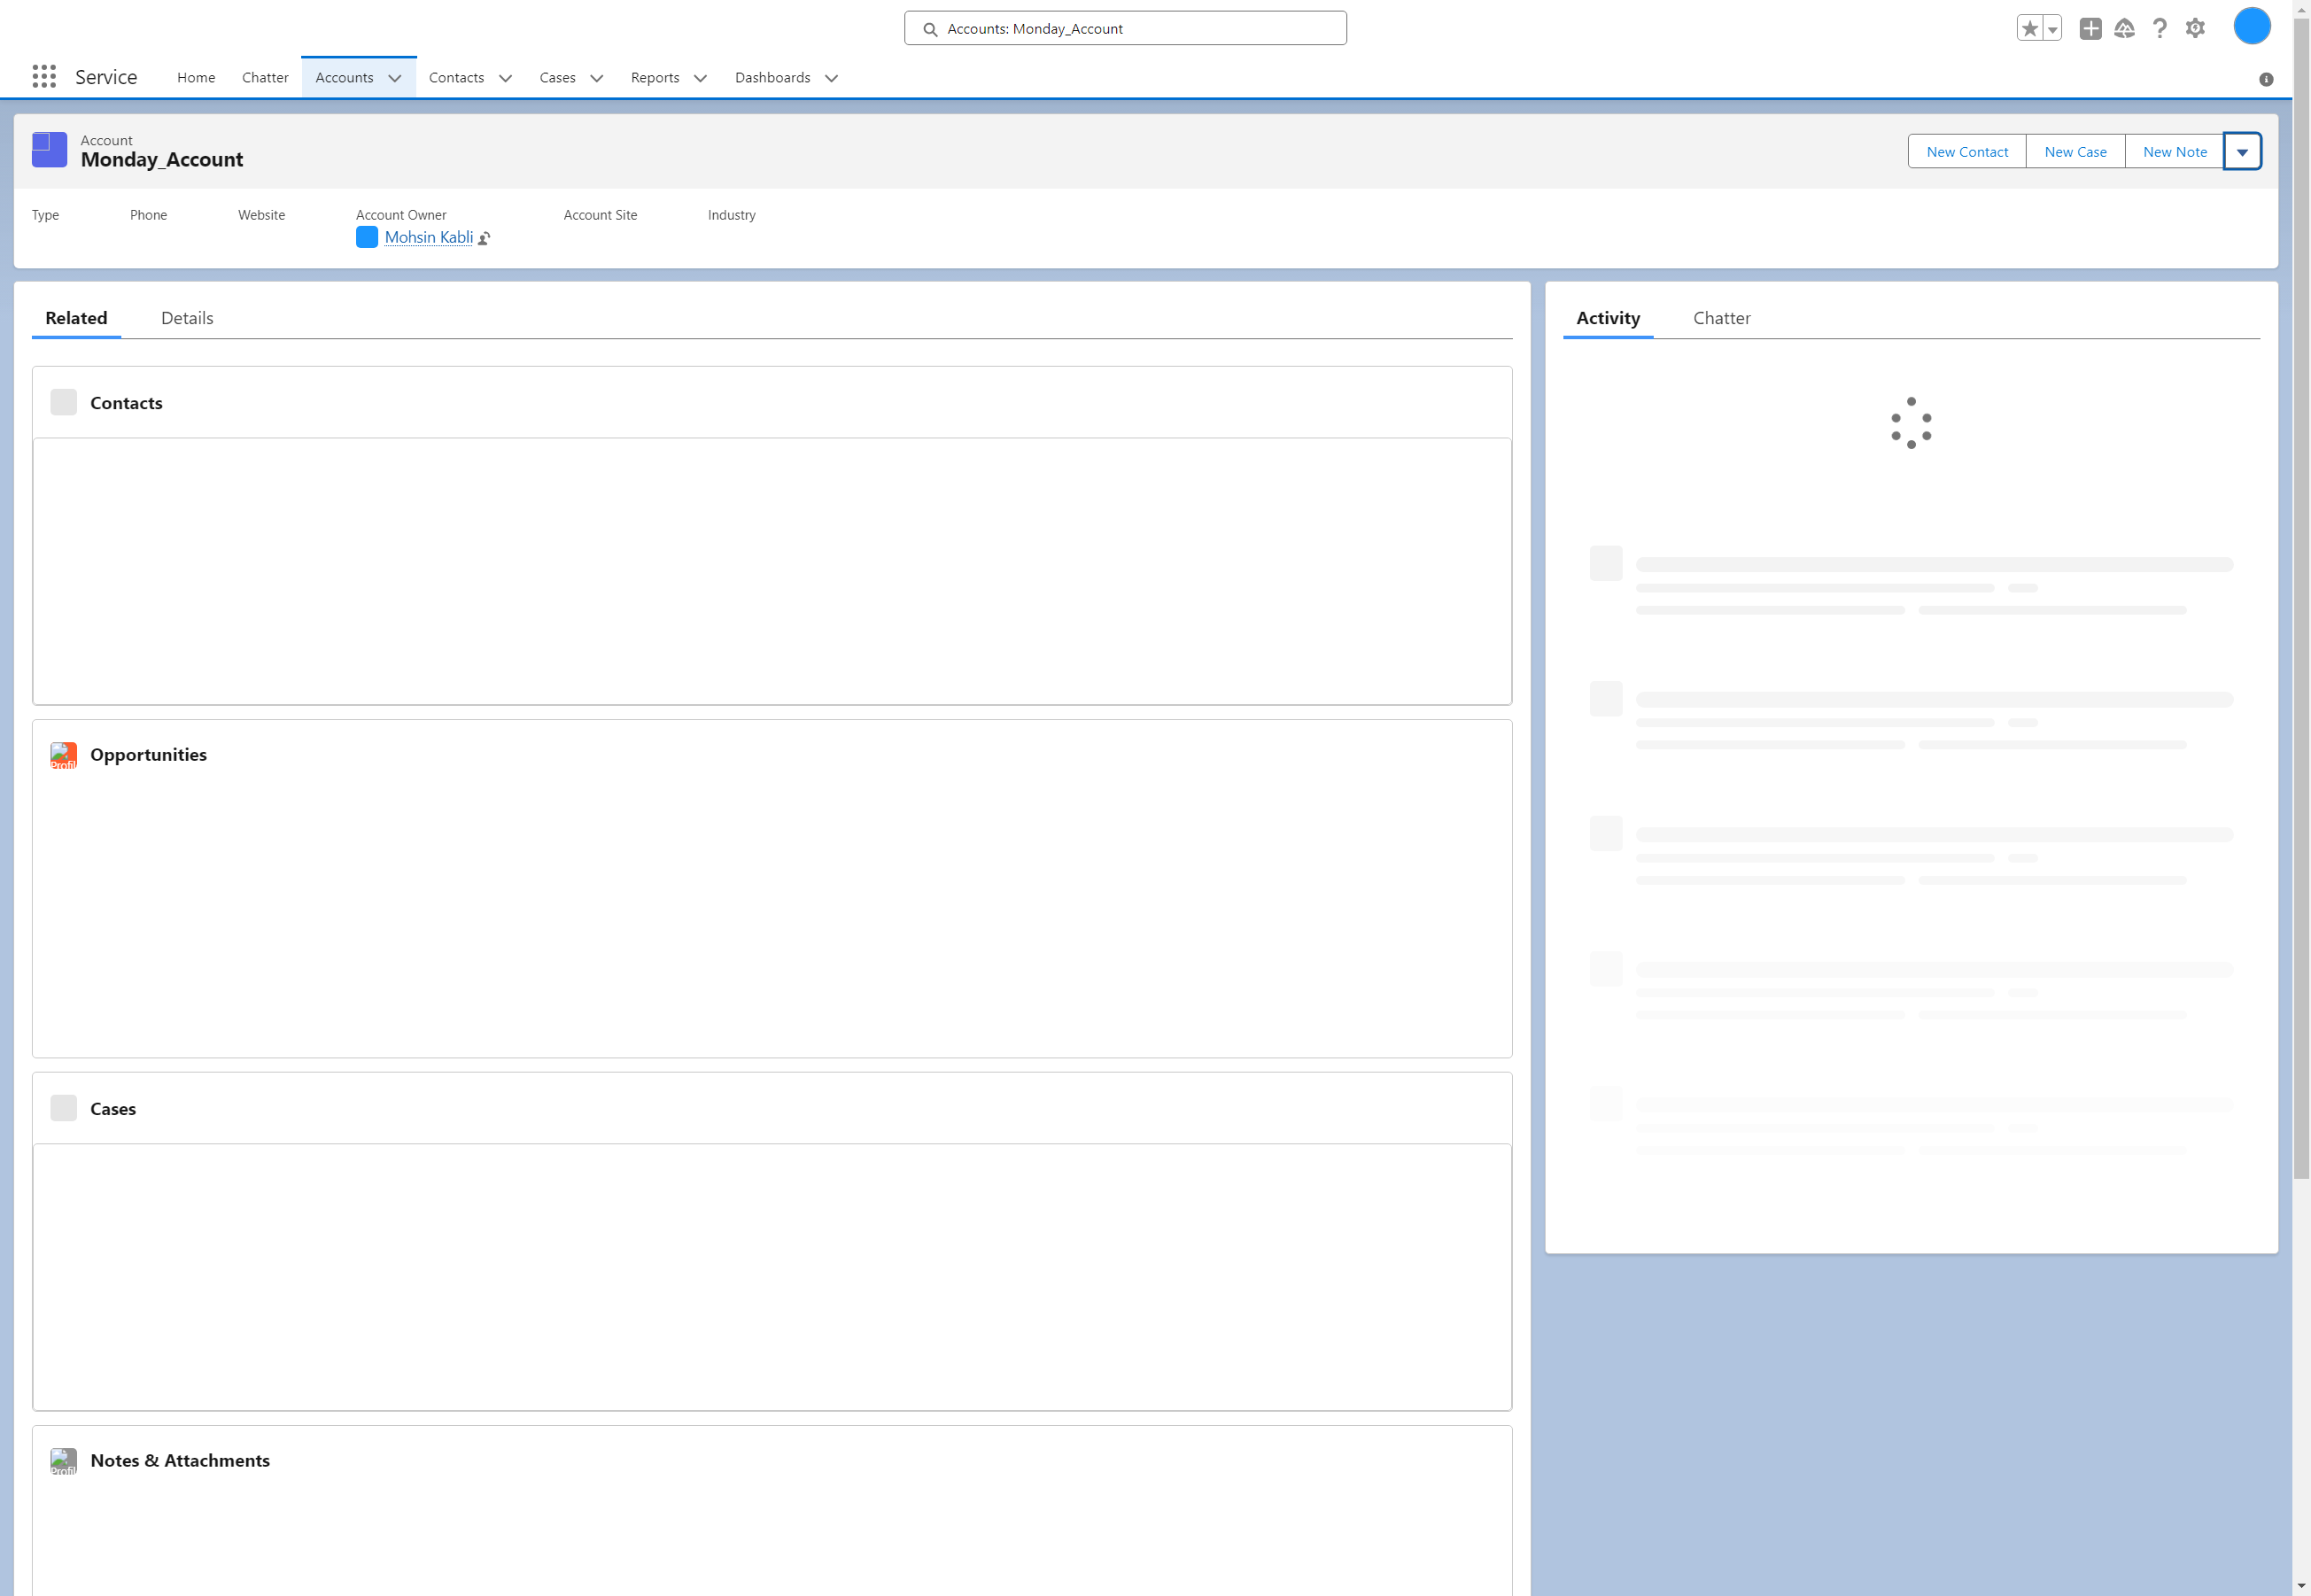 Accounts: Monday_Account
Service
Home
Chatter
Accounts
Contacts
Cases
Reports
Dashboards
Account
Monday_Account
New Contact
New Case
New Note
Type
Phone
Website
Account Owner
Account Site
Industry
Mohsin Kabli
Related
Details
Activity
Chatter
Contacts
Opportunities
Cases
Notes & Attachments